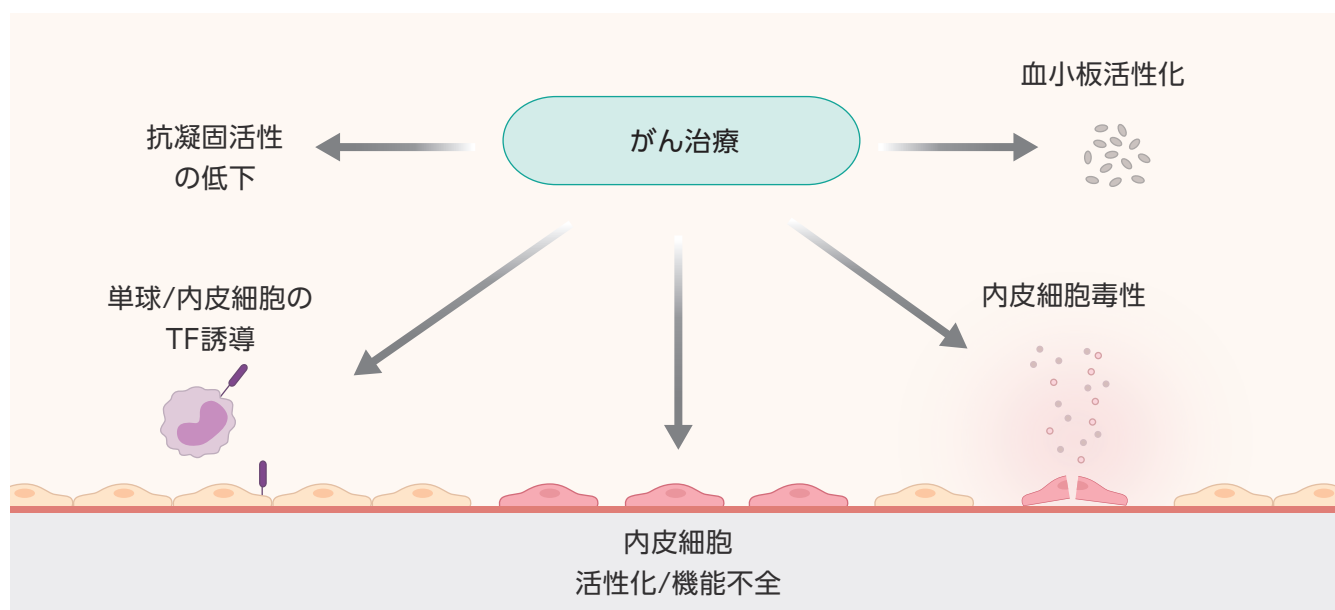 がん治療
血小板活性化
抗凝固活性
の低下
単球/内皮細胞の
TF誘導
内皮細胞毒性
内皮細胞
活性化/機能不全